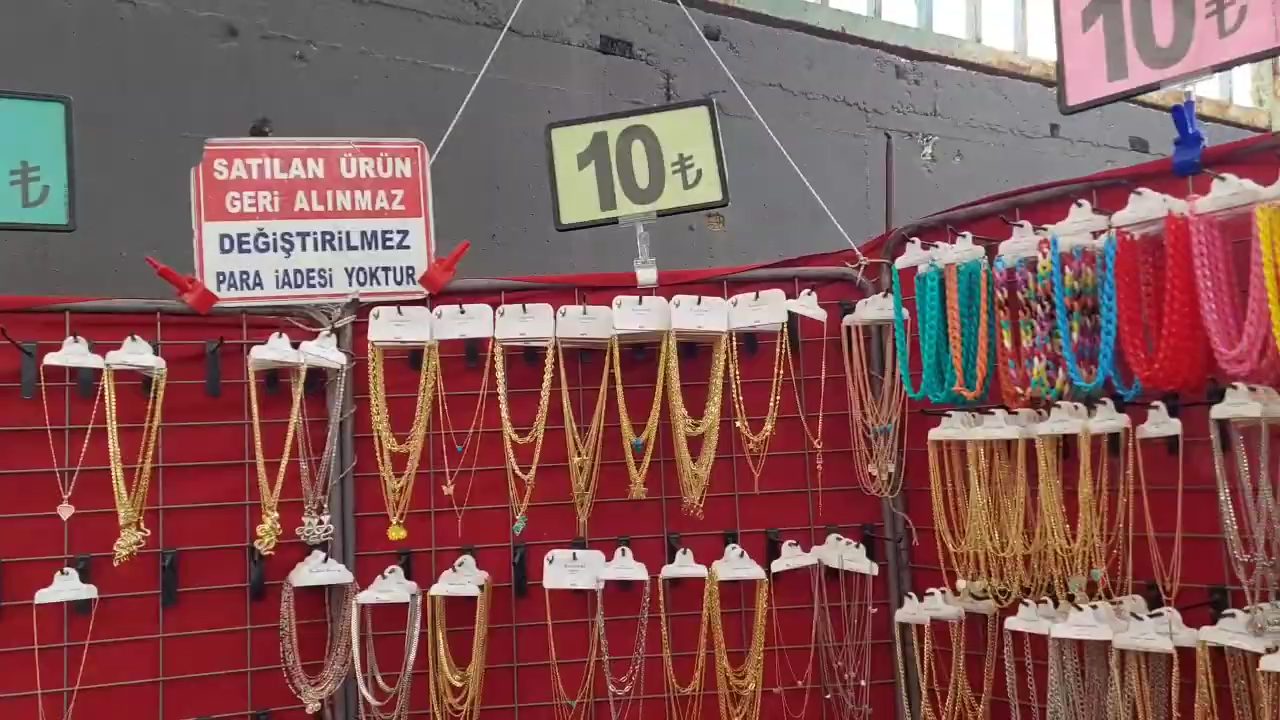 ₺
SATILAN ÜRÜN
GERİ ALINMAZ
DEĞİŞTİRİLMEZ
PARA İADESİ YOKTUR
10₺
10₺